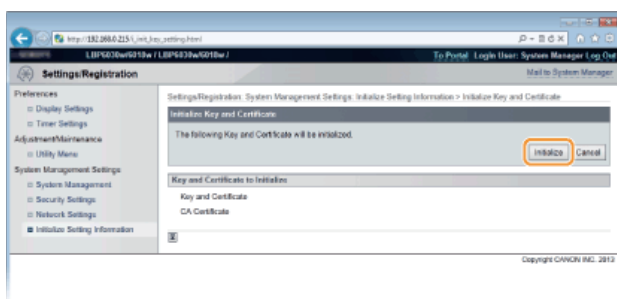 http://192.168.0.215/i_init_key_setting.html
LBP6030w/6018w / LBP6030w/6018w /
To Portal Login User: System Manager Log Out
Settings/Registration
Mail to System Manager
Preferences
Display Settings
Timer Settings
Adjustment/Maintenance
Utility Menu
System Management Settings
System Management
Security Settings
Network Settings
Initialize Setting Information
Settings/Registration: System Management Settings: Initialize Setting Information > Initialize Key and Certificate
Initialize Key and Certificate
The following Key and Certificate will be initialized.
Initialize
Cancel
Key and Certificate to Initialize
Key and Certificate
CA Certificate
Copyright CANON INC. 2013